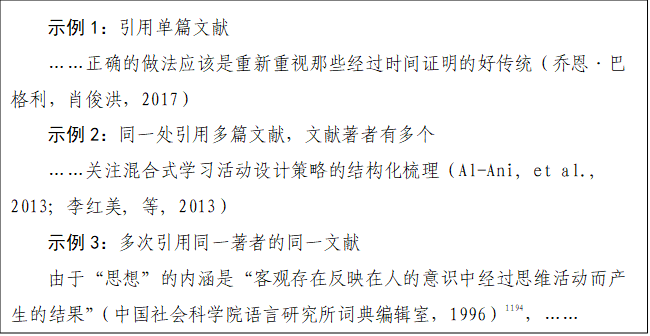 示例1：引用单篇文献
……正确的做法应该是重新重视那些经过时间证明的好传统（乔恩·巴
格利，肖俊洪，2017）
示例2：同一处引用多篇文献，文献著者有多个
……关注混合式学习活动设计策略的结构化梳理（Al-Ani, et al.,
2013；李红美，等，2013）
示例3：多次引用同一著者的同一文献
由于“思想”的内涵是“客观存在反映在人的意识中经过思维活动而产
生的结果”（中国社会科学院语言研究所词典编辑室，1996）1194，……